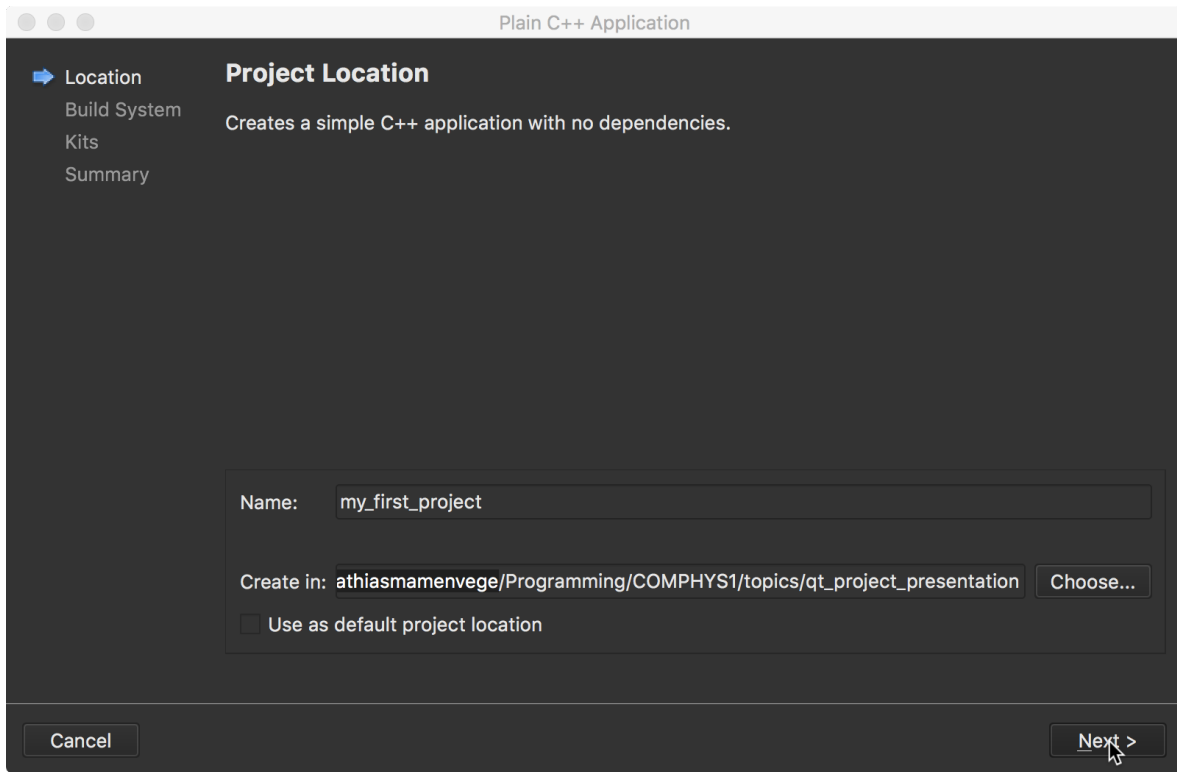 Plain C++ Application
Location
Build System
Kits
Summary
Project Location
Creates a simple C++ application with no dependencies.
Name: my_first_project
Create in: athiasmamenvege/Programming/COMPHYS1/topics/qt_project_presentation Choose...
Use as default project location
Cancel
Next >